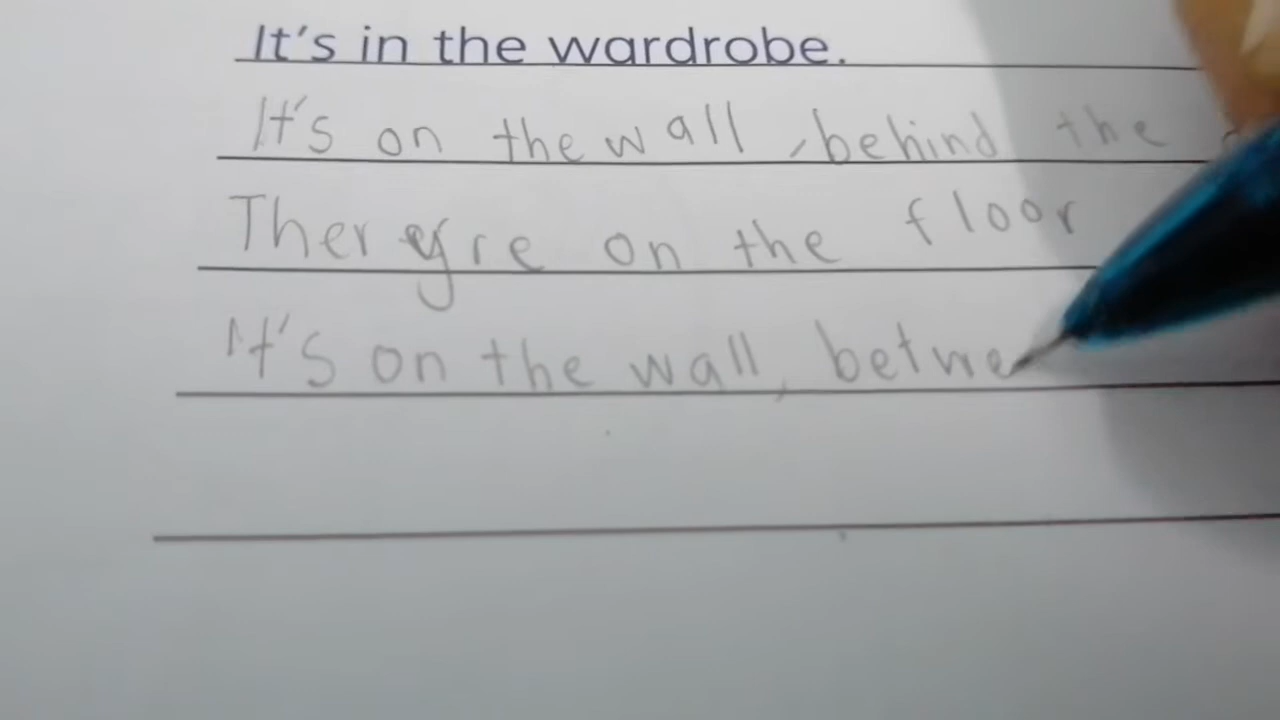 It's in the wardrobe.
It's on the wall, behind the
on the floor
It's on the wall, betwe